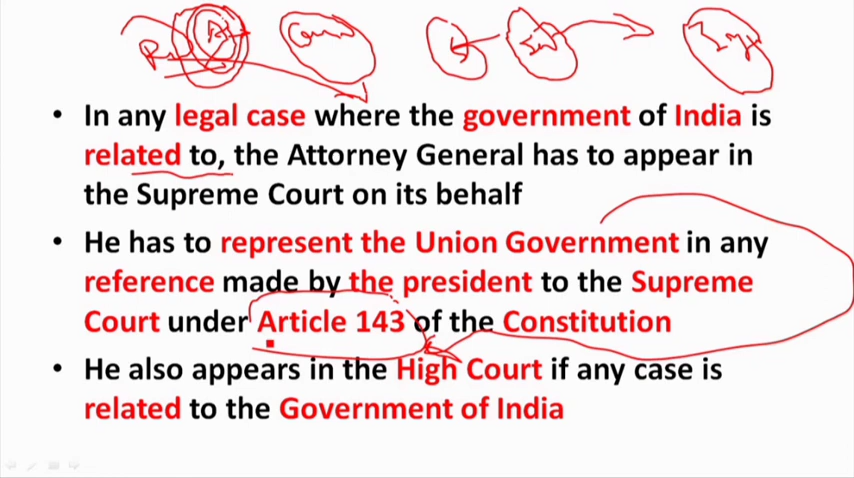 • In any legal case where the government of India is
related to, the Attorney General has to appear in
the Supreme Court on its behalf
• He has to represent the Union Government in any
reference made by the president to the Supreme
Court under Article 143 of the Constitution
• He also appears in the High Court if any case is
related to the Government of India